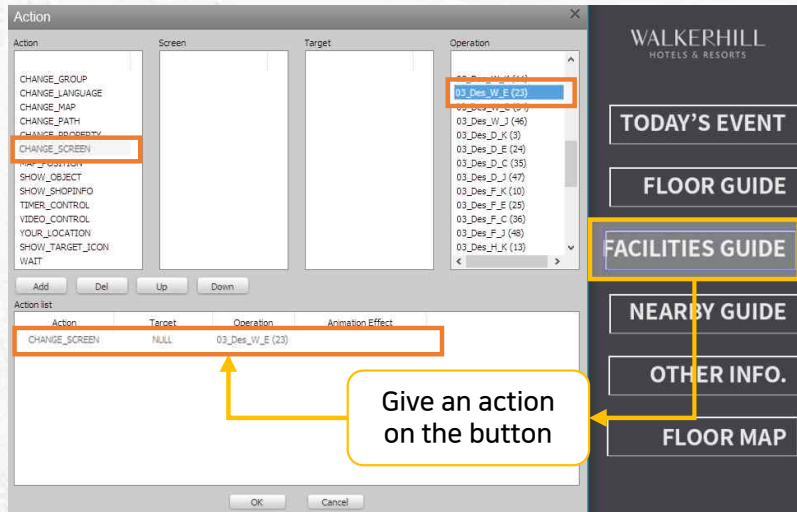 Action
Action
Screen
Target
Operation
CHANGE_GROUP
CHANGE_LANGUAGE
CHANGE_MAP
CHANGE_PATH
CHANGE_PROPERTY
CHANGE_SCREEN
MAP_POSITION
SHOW_OBJECT
SHOW_SHOPINFO
TIMER_CONTROL
VIDEO_CONTROL
YOUR_LOCATION
SHOW_TARGET_ICON
WAIT
03_Des_W_E (23)
03_Des_W_J (46)
03_Des_D_K (3)
03_Des_D_E (24)
03_Des_D_C (35)
03_Des_D_J (47)
03_Des_F_K (10)
03_Des_F_E (25)
03_Des_F_C (36)
03_Des_F_J (48)
03_Des_H_K (13)
Add
Del
Up
Down
Action list
Action
Target
Operation
Animation Effect
CHANGE_SCREEN
NULL
03_Des_W_E (23)
OK
Cancel
Give an action
on the button
WALKERHILL
HOTELS & RESORTS
TODAY'S EVENT
FLOOR GUIDE
FACILITIES GUIDE
NEARBY GUIDE
OTHER INFO.
FLOOR MAP